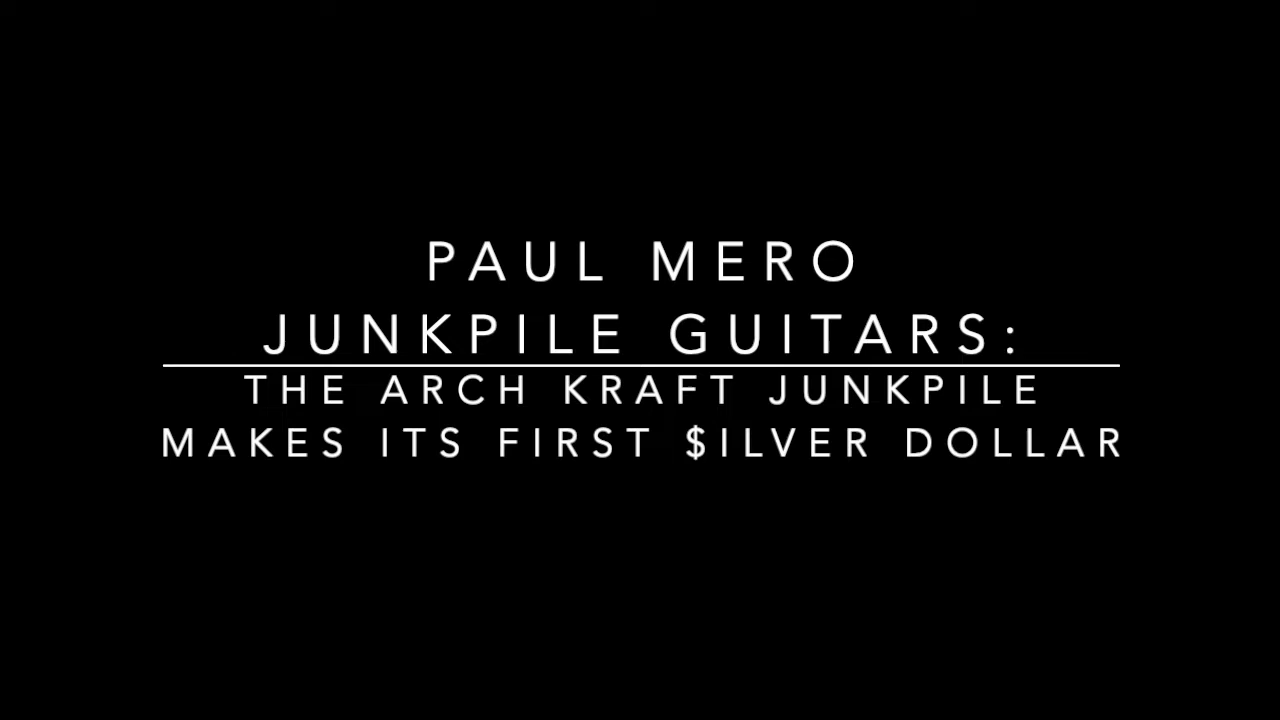 PAUL MERO
JUNKPILE GUITARS:
THE ARCH KRAFT JUNKPILE
MAKES ITS FIRST $ILVER DOLLAR